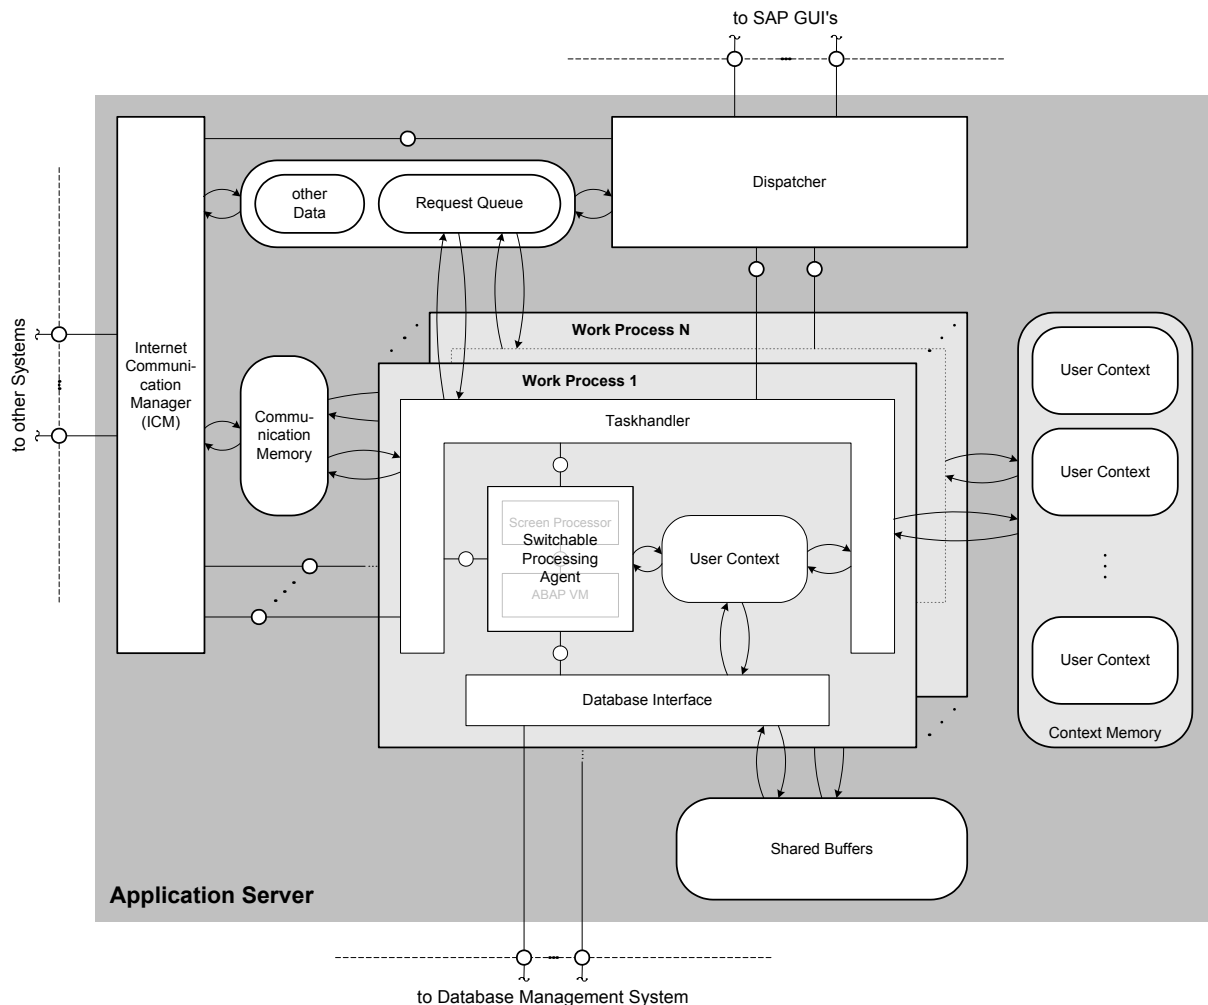 to SAP GUI's
Dispatcher
other
Data
Request Queue
to other Systems
Internet
Communi-
cation
Manager
(ICM)
Commu-
nication
Memory
Work Process N
Work Process 1
Taskhandler
Screen Processor
Switchable
Processing
Agent
ABAP VM
User Context
Database Interface
User Context
User Context
User Context
Context Memory
Shared Buffers
Application Server
to Database Management System